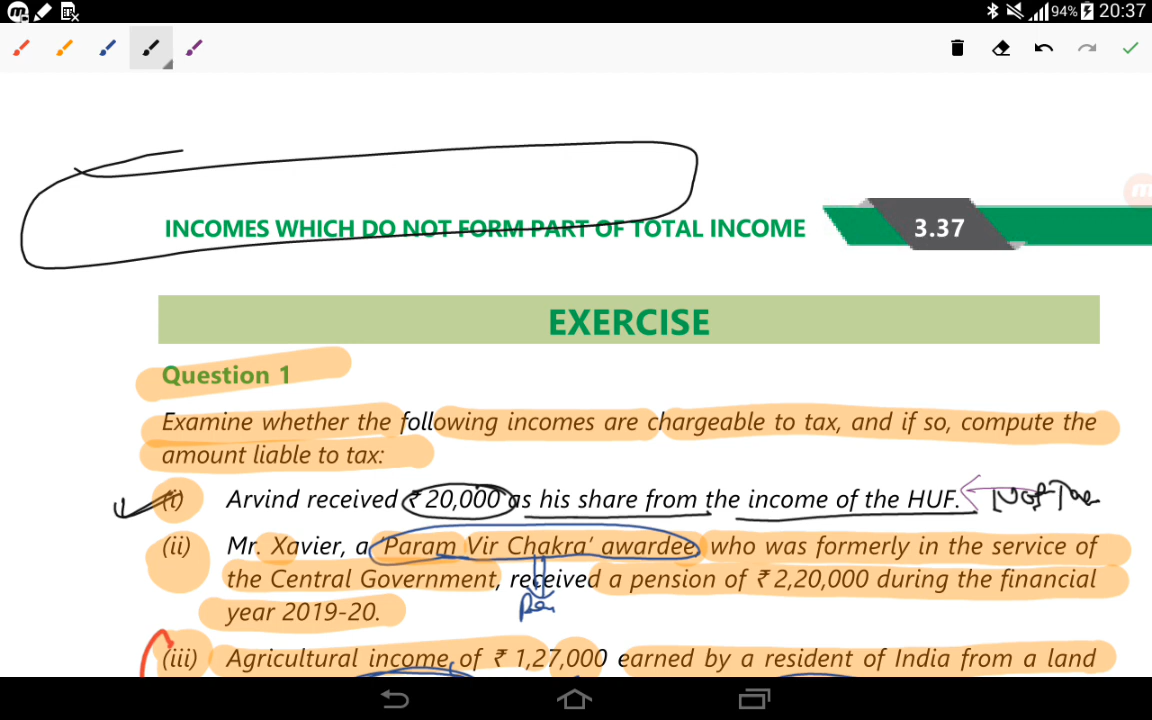 94% 20:37
INCOMES WHICH DO NOT FORM PART OF TOTAL INCOME 3.37
EXERCISE
Question 1
Examine whether the following incomes are chargeable to tax, and if so, compute the
amount liable to tax:
(i) Arvind received ₹ 20,000 as his share from the income of the HUF.
(ii) Mr. Xavier, a 'Param Vir Chakra' awardee, who was formerly in the service of
the Central Government, received a pension of ₹ 2,20,000 during the financial
year 2019-20.
(iii) Agricultural income of ₹ 1,27,000 earned by a resident of India from a land